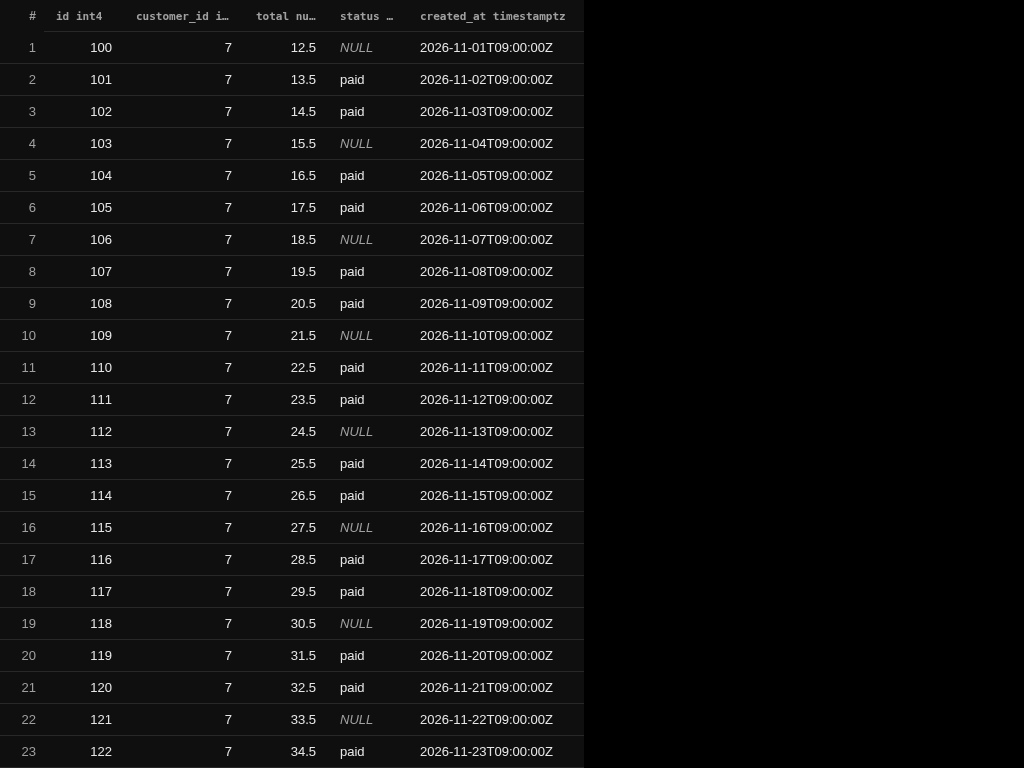 # id int4 customer_id i… total nu… status … created_at timestamptz
1 100 7 12.5 NULL 2026-11-01T09:00:00Z
2 101 7 13.5 paid 2026-11-02T09:00:00Z
3 102 7 14.5 paid 2026-11-03T09:00:00Z
4 103 7 15.5 NULL 2026-11-04T09:00:00Z
5 104 7 16.5 paid 2026-11-05T09:00:00Z
6 105 7 17.5 paid 2026-11-06T09:00:00Z
7 106 7 18.5 NULL 2026-11-07T09:00:00Z
8 107 7 19.5 paid 2026-11-08T09:00:00Z
9 108 7 20.5 paid 2026-11-09T09:00:00Z
10 109 7 21.5 NULL 2026-11-10T09:00:00Z
11 110 7 22.5 paid 2026-11-11T09:00:00Z
12 111 7 23.5 paid 2026-11-12T09:00:00Z
13 112 7 24.5 NULL 2026-11-13T09:00:00Z
14 113 7 25.5 paid 2026-11-14T09:00:00Z
15 114 7 26.5 paid 2026-11-15T09:00:00Z
16 115 7 27.5 NULL 2026-11-16T09:00:00Z
17 116 7 28.5 paid 2026-11-17T09:00:00Z
18 117 7 29.5 paid 2026-11-18T09:00:00Z
19 118 7 30.5 NULL 2026-11-19T09:00:00Z
20 119 7 31.5 paid 2026-11-20T09:00:00Z
21 120 7 32.5 paid 2026-11-21T09:00:00Z
22 121 7 33.5 NULL 2026-11-22T09:00:00Z
23 122 7 34.5 paid 2026-11-23T09:00:00Z